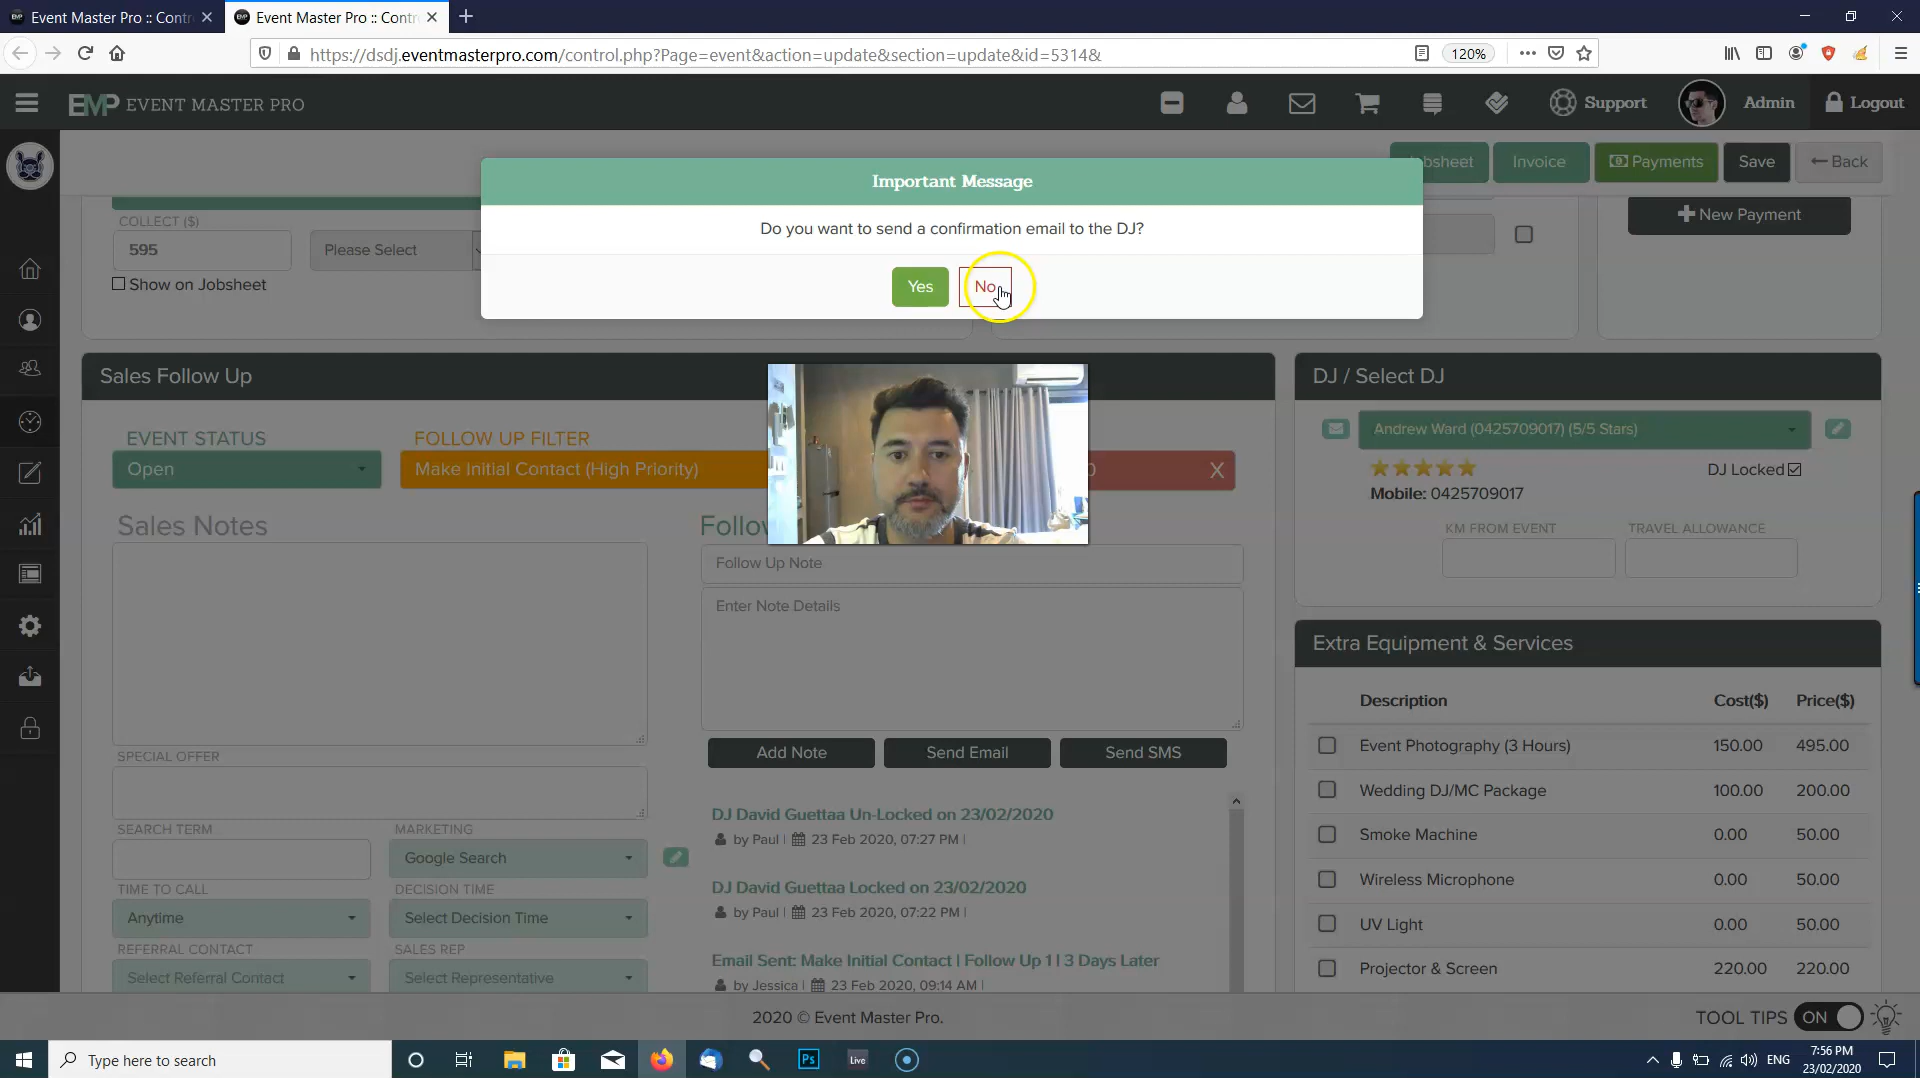 Event Master Pro :: Contr
Event Master Pro :: Contr
https://dsdj.eventmasterpro.com/control.php?Page=event&action=update&section=update&id=5314&
120%
EMP EVENT MASTER PRO
Support
Admin
Logout
Jobsheet
Invoice
Payments
Save
Back
Important Message
Do you want to send a confirmation email to the DJ?
Yes
No
COLLECT ($)
595
Please Select
Show on Jobsheet
New Payment
Sales Follow Up
EVENT STATUS
FOLLOW UP FILTER
Open
Make Initial Contact (High Priority)
X
Sales Notes
Follow Up Note
Enter Note Details
Add Note
Send Email
Send SMS
SPECIAL OFFER
SEARCH TERM
MARKETING
Google Search
TIME TO CALL
DECISION TIME
Anytime
Select Decision Time
REFERRAL CONTACT
SALES REP
Select Referral Contact
Select Representative
DJ David Guettaa Un-Locked on 23/02/2020
by Paul | 23 Feb 2020, 07:27 PM |
DJ David Guettaa Locked on 23/02/2020
by Paul | 23 Feb 2020, 07:22 PM |
Email Sent: Make Initial Contact | Follow Up 1 | 3 Days Later
by Jessica | 23 Feb 2020, 09:14 AM |
DJ / Select DJ
Andrew Ward (0425709017) (5/5 Stars)
DJ Locked
Mobile: 0425709017
KM FROM EVENT
TRAVEL ALLOWANCE
Extra Equipment & Services
Description Cost($) Price($)
Event Photography (3 Hours) 150.00 495.00
Wedding DJ/MC Package 100.00 200.00
Smoke Machine 0.00 50.00
Wireless Microphone 0.00 50.00
UV Light 0.00 50.00
Projector & Screen 220.00 220.00
2020 © Event Master Pro.
TOOL TIPS ON
Type here to search
Ps
Live
ENG
7:56 PM
23/02/2020